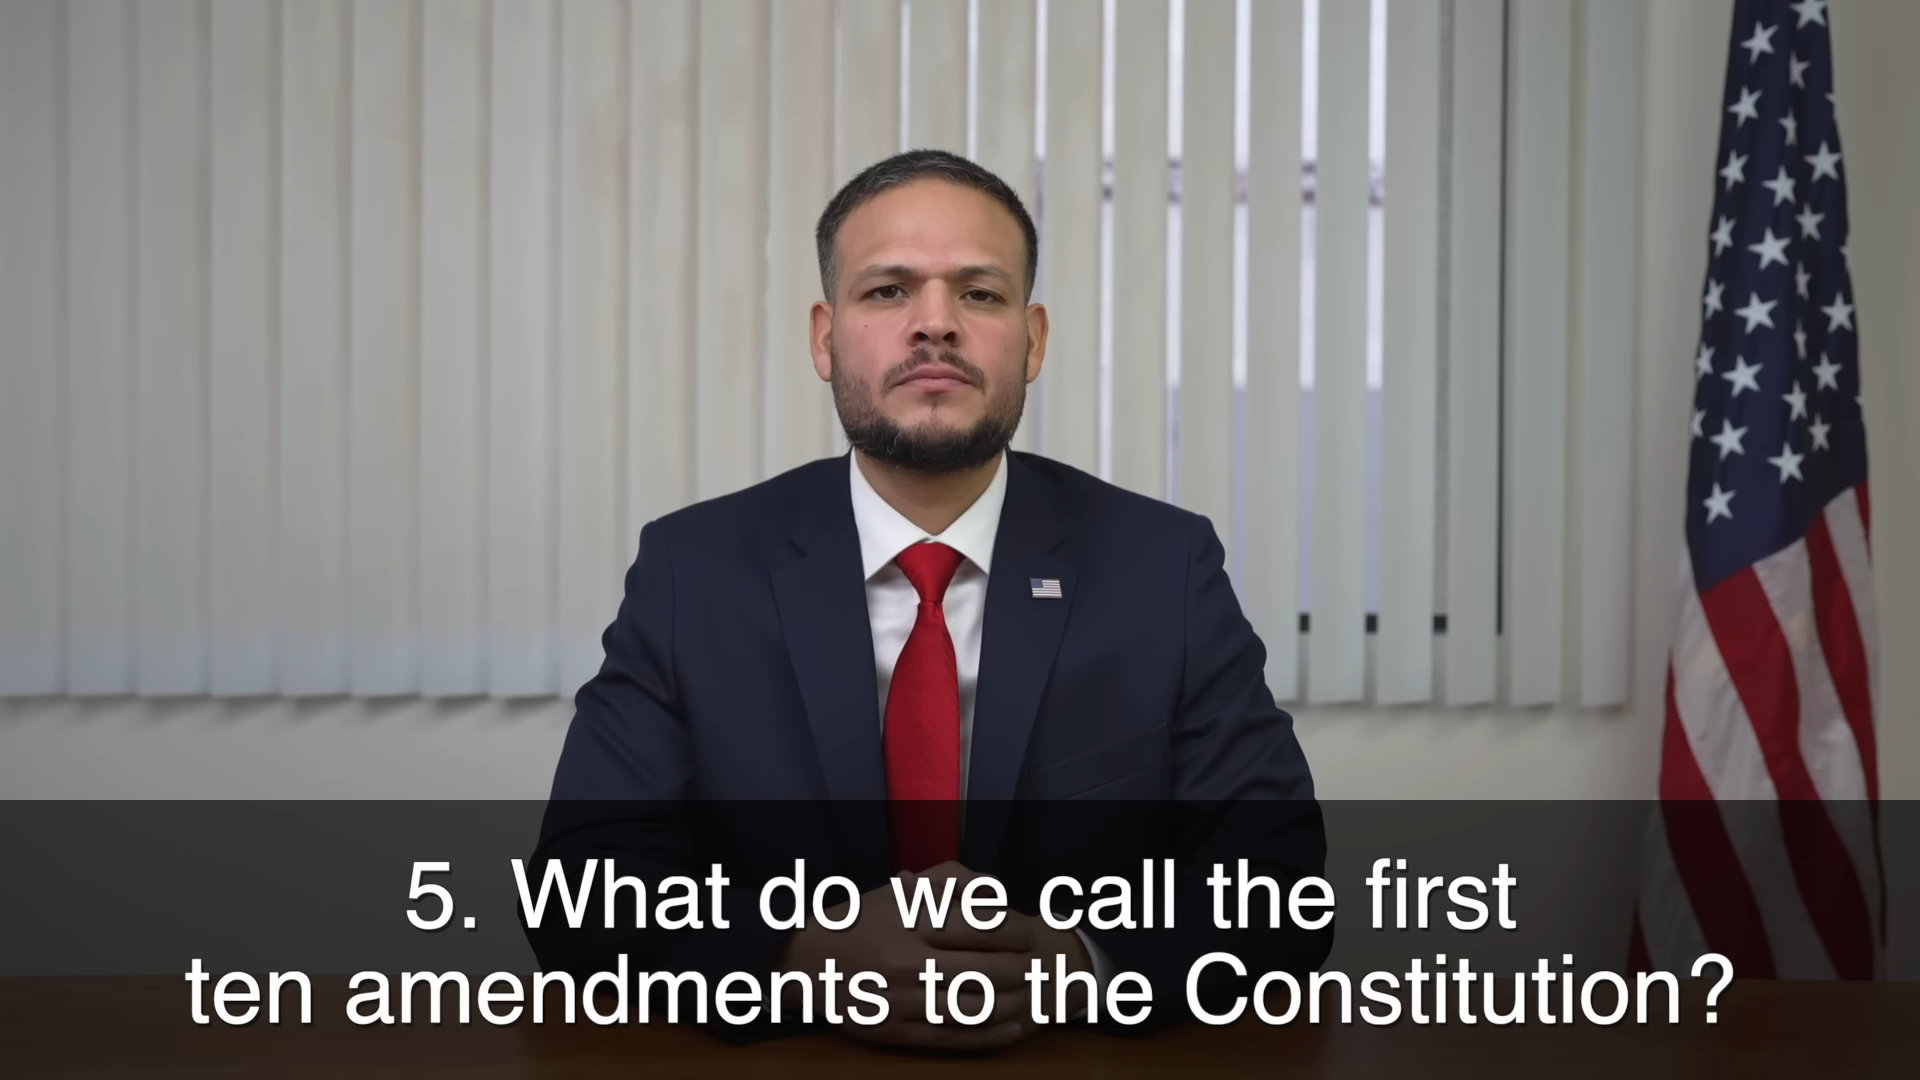 5. What do we call the first
ten amendments to the Constitution?